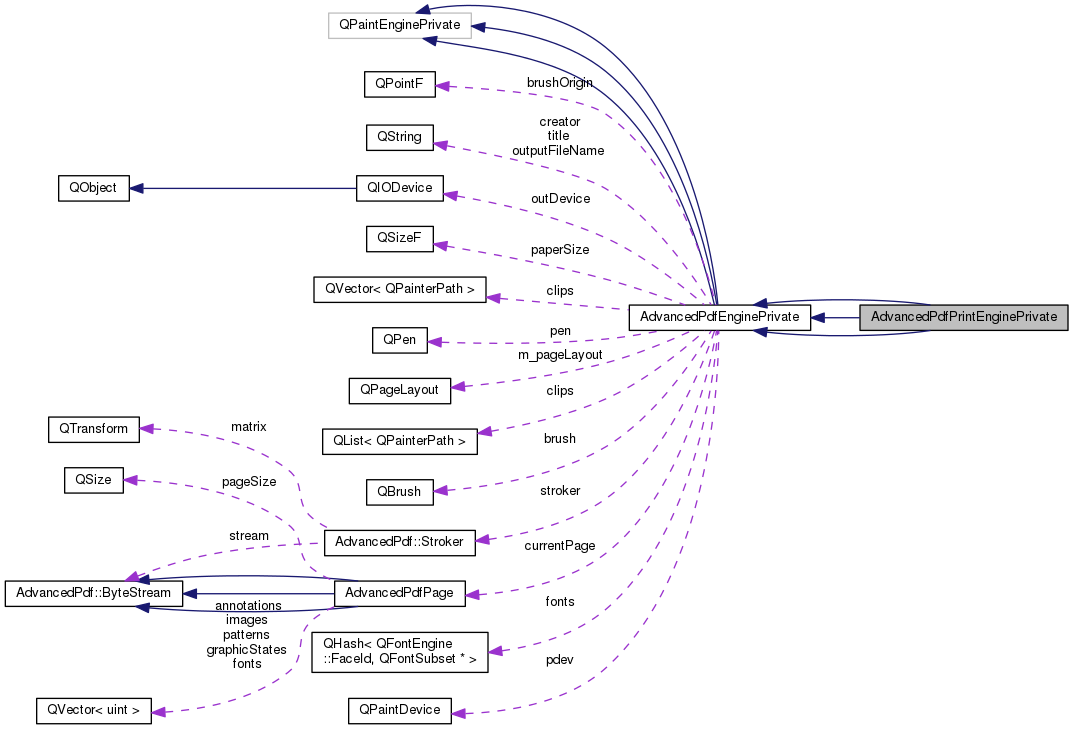 QPaintEnginePrivate
QPointF
brushOrigin
creator
title
outputFileName
QString
QObject
QIODevice
outDevice
QSizeF
paperSize
QVector< QPainterPath >
clips
AdvancedPdfEnginePrivate
AdvancedPdfPrintEnginePrivate
QPen
pen
m_pageLayout
QPageLayout
clips
QTransform
matrix
QList< QPainterPath >
brush
QSize
pageSize
QBrush
stroker
stream
AdvancedPdf::Stroker
currentPage
AdvancedPdf::ByteStream
AdvancedPdfPage
annotations
images
patterns
graphicStates
fonts
fonts
QHash< QFontEngine
::FaceId, QFontSubset * >
pdev
QVector< uint >
QPaintDevice